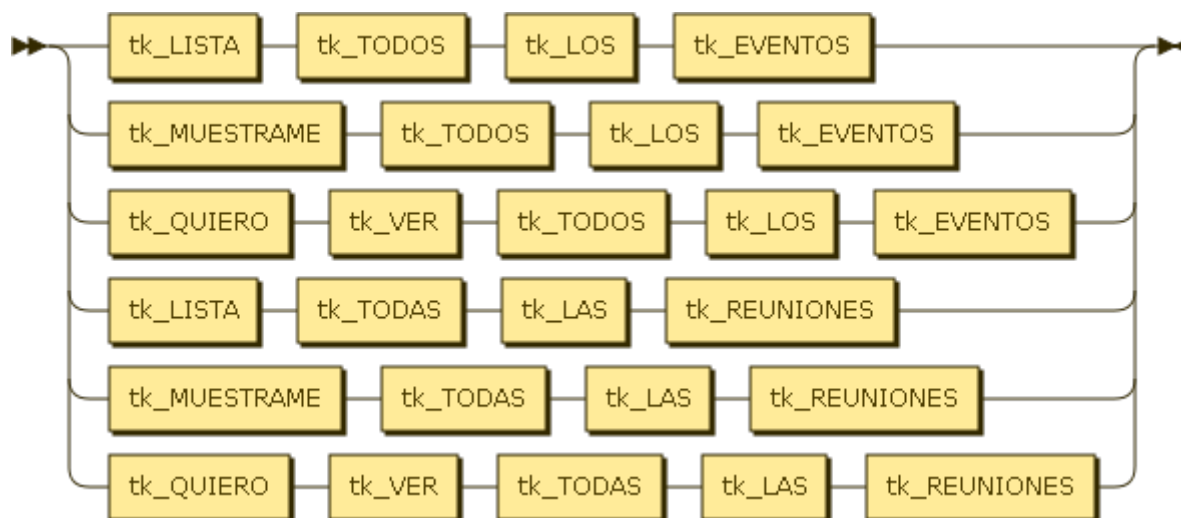 tk_LISTA tk_TODOS tk_LOS tk_EVENTOS
tk_MUESTRAME tk_TODOS tk_LOS tk_EVENTOS
tk_QUIERO tk_VER tk_TODOS tk_LOS tk_EVENTOS
tk_LISTA tk_TODAS tk_LAS tk_REUNIONES
tk_MUESTRAME tk_TODAS tk_LAS tk_REUNIONES
tk_QUIERO tk_VER tk_TODAS tk_LAS tk_REUNIONES